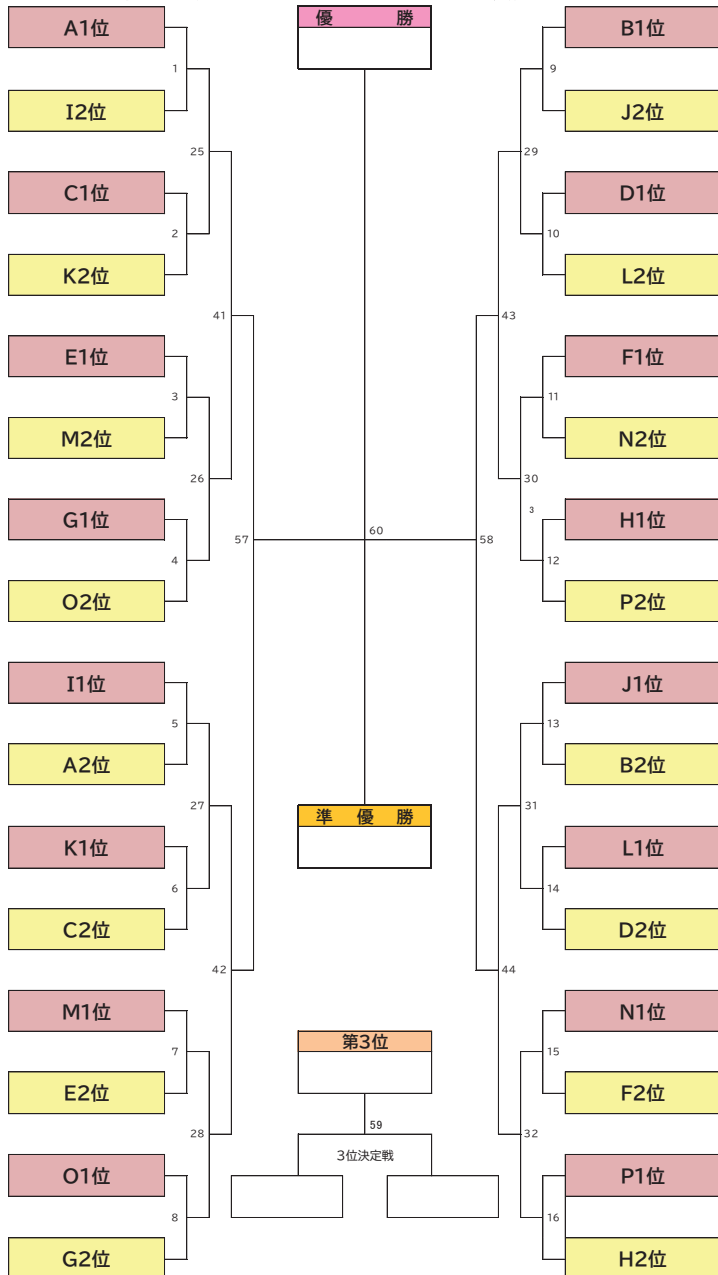 A1位
優 勝
B1位
1
9
I2位
J2位
25
29
C1位
D1位
2
10
K2位
L2位
41
43
E1位
F1位
3
11
M2位
N2位
26
30
G1位
3
H1位
57
60
58
4
12
O2位
P2位
I1位
J1位
5
13
A2位
B2位
27
31
準 優 勝
K1位
L1位
6
14
C2位
D2位
42
44
M1位
N1位
第3位
7
15
E2位
F2位
59
28
32
3位決定戦
O1位
P1位
8
16
G2位
H2位